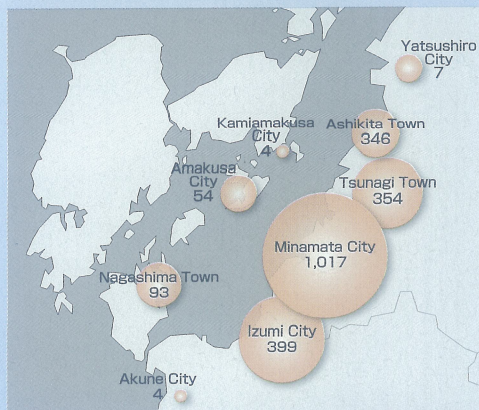 Yatsushiro
City
7
Kamiamakusa
City
4
Ashikita Town
346
Amakusa
City
54
Tsunagi Town
354
Minamata City
1,017
Nagashima Town
93
Izumi City
399
Akune City
4